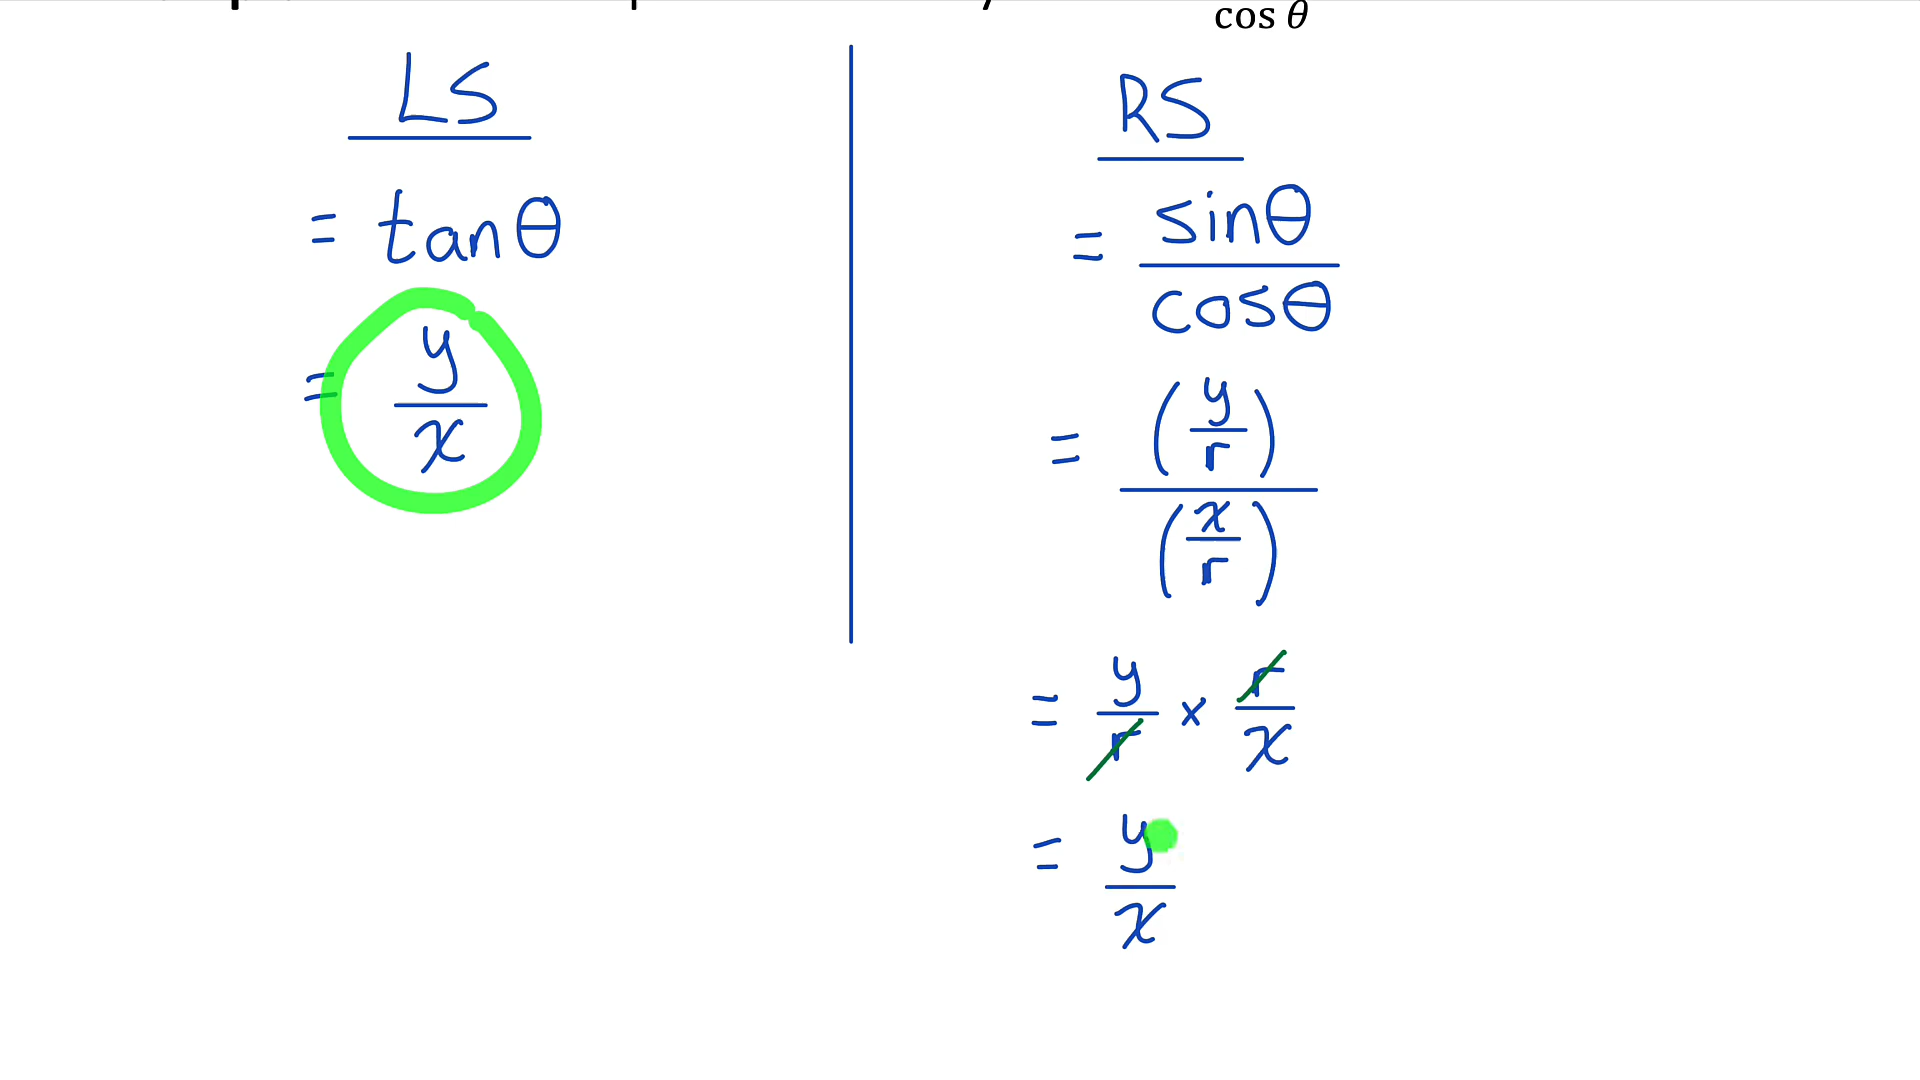 cos θ
LS
= tanθ
= y/x
RS
= sinθ/cosθ
= (y/r)/(x/r)
= y/r × r/x
= y/x